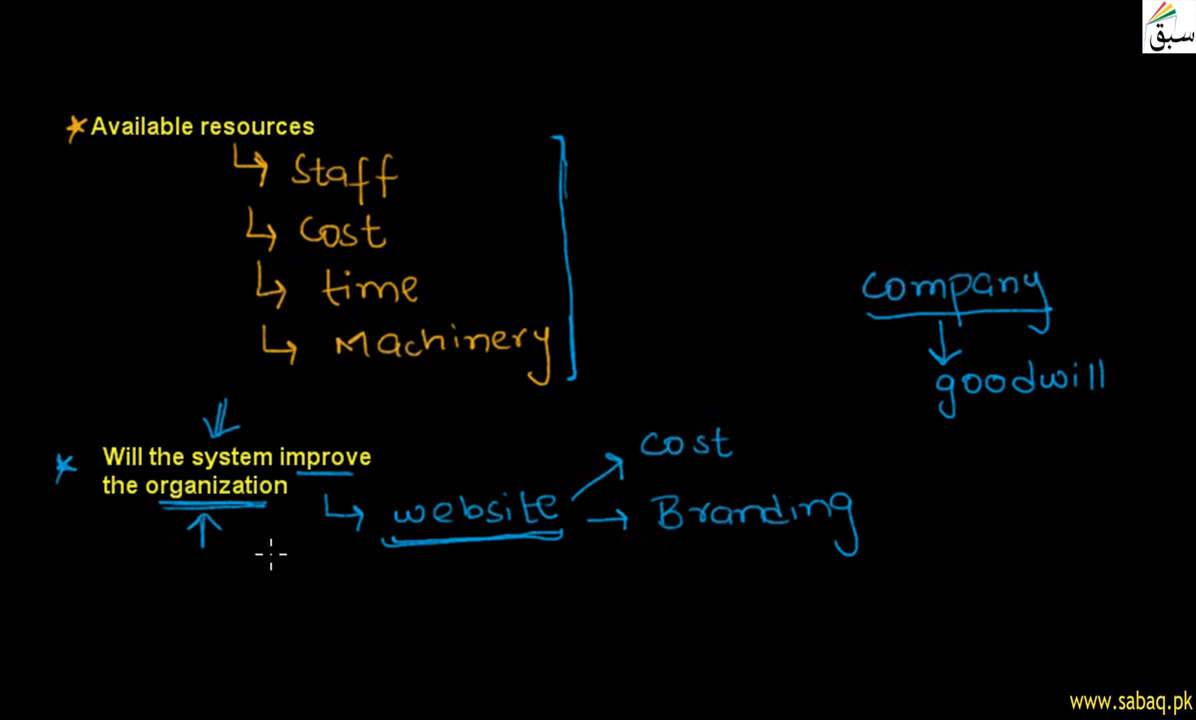 سبق
* Available resources
↳ Staff
↳ cost
↳ time
↳ Machinery
company
↓
goodwill
* Will the system improve
the organization
↳ website
cost
→ Branding
www.sabaq.pk